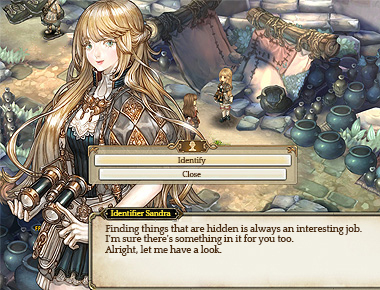 Identify
Close
Identifier Sandra
Finding things that are hidden is always an interesting job.
I'm sure there's something in it for you too.
Alright, let me have a look.